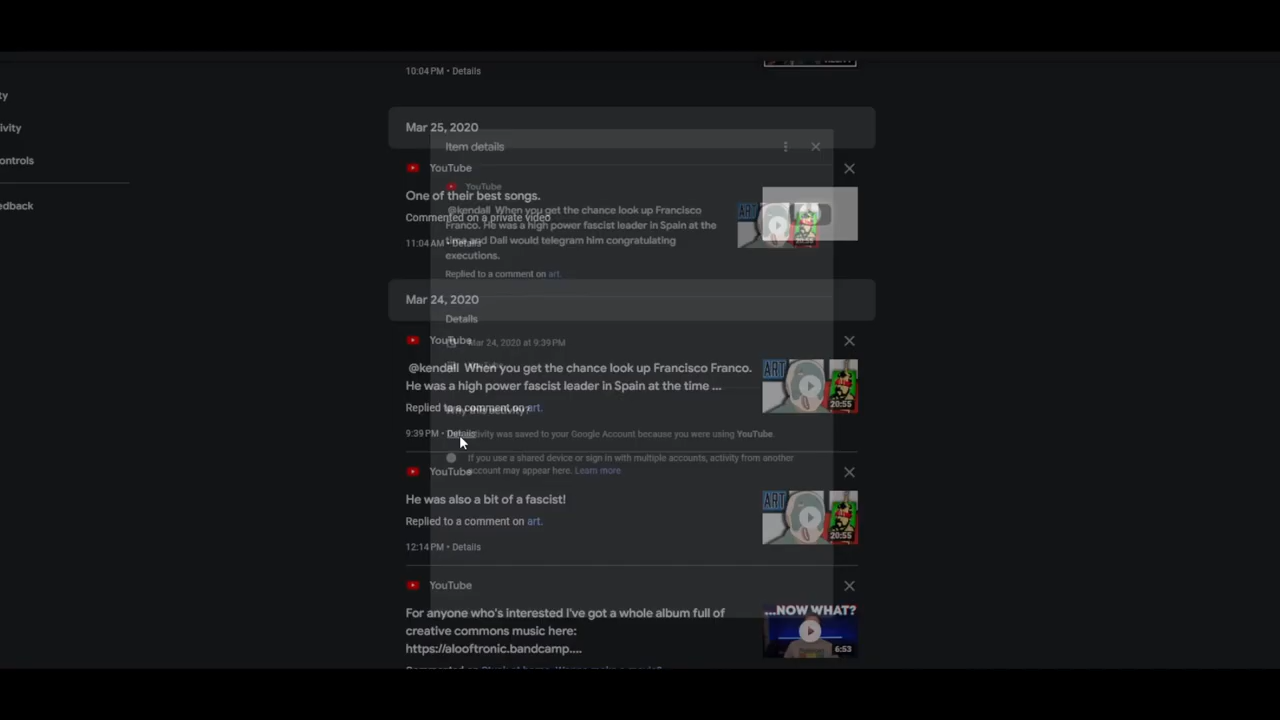 10:04 PM • Details
Mar 25, 2020
Item details
YouTube
One of their best songs.
Commented on a private video
11:04 AM • Details
YouTube
@kendall When you get the chance look up Francisco
Franco. He was a high power fascist leader in Spain at the
time and Dali would telegram him congratulating
executions.
Replied to a comment on art.
Mar 24, 2020
Details
YouTube
Mar 24, 2020 at 9:39 PM
YouTube
@kendall When you get the chance look up Francisco Franco.
He was a high power fascist leader in Spain at the time ...
Replied to a comment on art.
9:39 PM • Details
ART
20:55
Why this activity?
activity was saved to your Google Account because you were using YouTube.
If you use a shared device or sign in with multiple accounts, activity from another
account may appear here. Learn more
YouTube
He was also a bit of a fascist!
Replied to a comment on art.
12:14 PM • Details
ART
20:55
YouTube
For anyone who's interested I've got a whole album full of
creative commons music here:
https://alooftronic.bandcamp....
...NOW WHAT?
6:53
ty
ivity
ontrols
edback